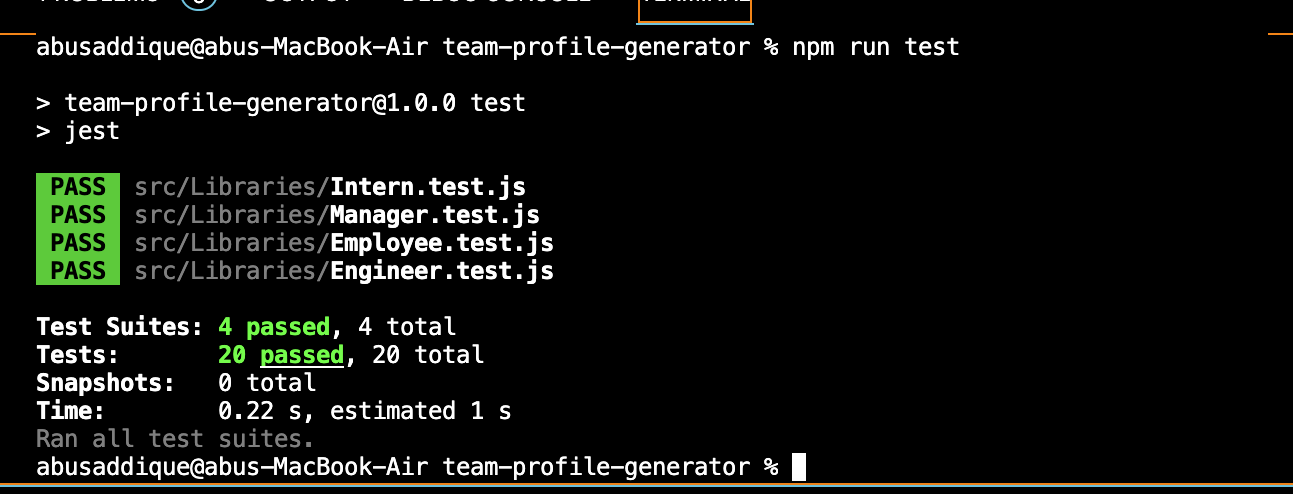 abusaddique@abus-MacBook-Air team-profile-generator % npm run test
> team-profile-generator@1.0.0 test
> jest
PASS src/Libraries/Intern.test.js
PASS src/Libraries/Manager.test.js
PASS src/Libraries/Employee.test.js
PASS src/Libraries/Engineer.test.js
Test Suites: 4 passed, 4 total
Tests: 20 passed, 20 total
Snapshots: 0 total
Time: 0.22 s, estimated 1 s
Ran all test suites.
abusaddique@abus-MacBook-Air team-profile-generator %